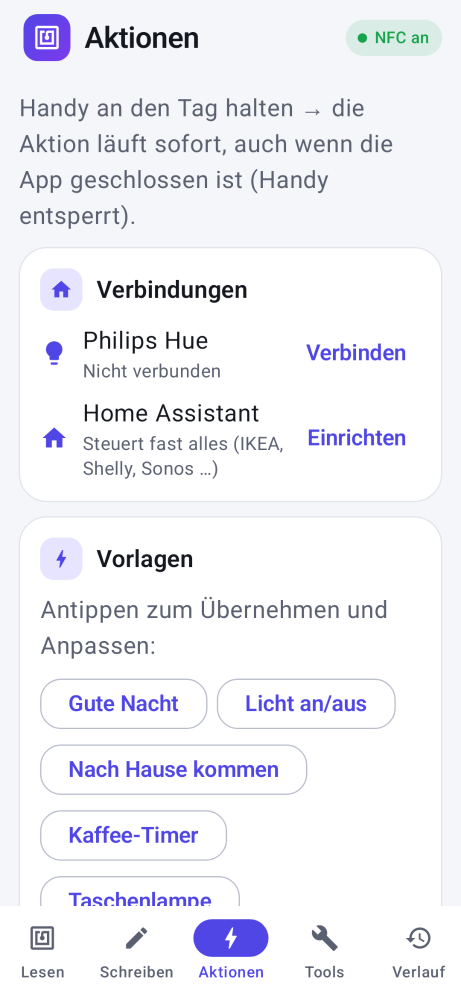 Aktionen
NFC an
Handy an den Tag halten → die
Aktion läuft sofort, auch wenn die
App geschlossen ist (Handy
entsperrt).
Verbindungen
Philips Hue
Nicht verbunden
Verbinden
Home Assistant
Steuert fast alles (IKEA,
Shelly, Sonos …)
Einrichten
Vorlagen
Antippen zum Übernehmen und
Anpassen:
Gute Nacht
Licht an/aus
Nach Hause kommen
Kaffee-Timer
Taschenlampe
Lesen
Schreiben
Aktionen
Tools
Verlauf